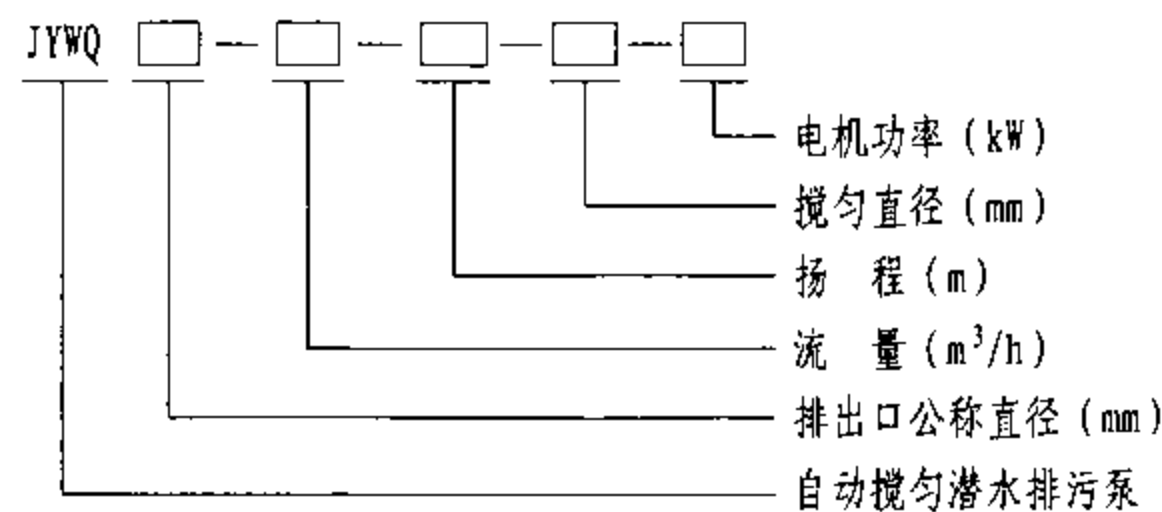 JYWQ □ — □ — □ — □ — □
电机功率(kW)
搅匀直径(mm)
扬 程(m)
流 量(m³/h)
排出口公称直径(mm)
自动搅匀潜水排污泵